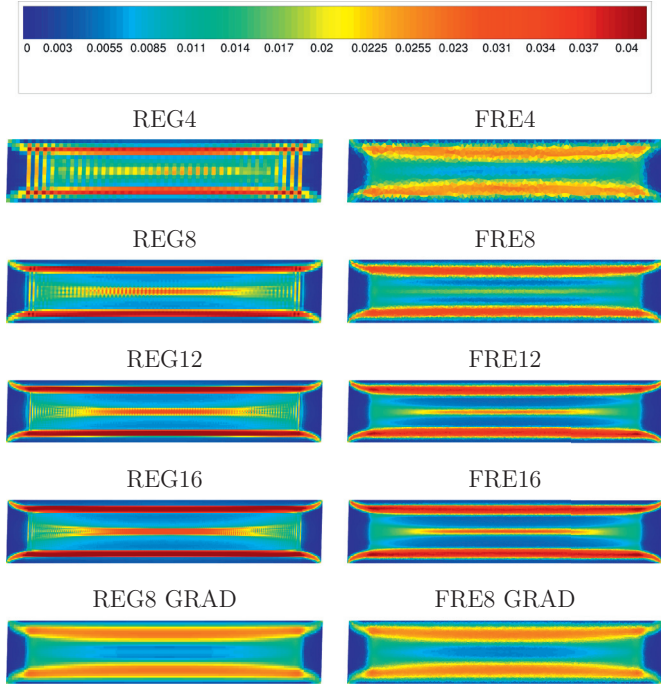 0 0.003 0.0055 0.0085 0.011 0.014 0.017 0.02 0.0225 0.0255 0.023 0.031 0.034 0.037 0.04
REG4 FRE4
REG8 FRE8
REG12 FRE12
REG16 FRE16
REG8 GRAD FRE8 GRAD